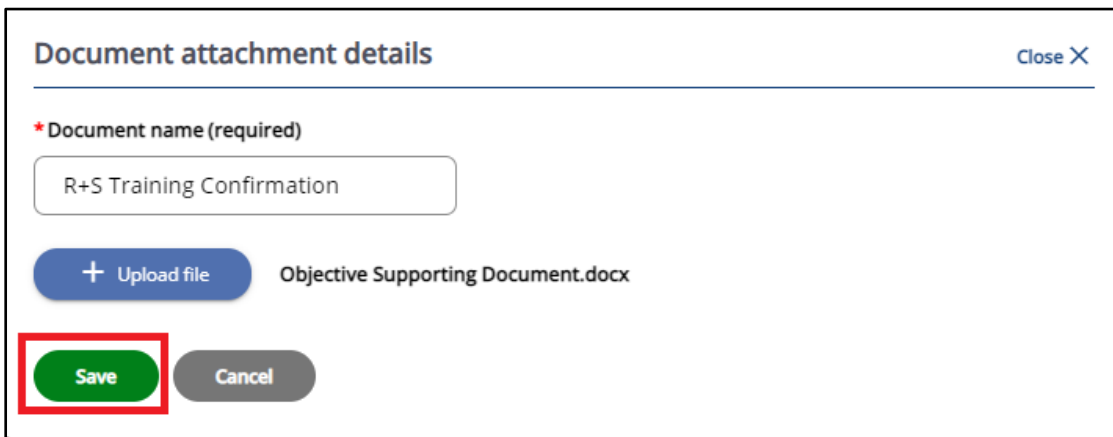 Document attachment details
Close X
*Document name (required)
R+S Training Confirmation
+ Upload file Objective Supporting Document.docx
Save Cancel